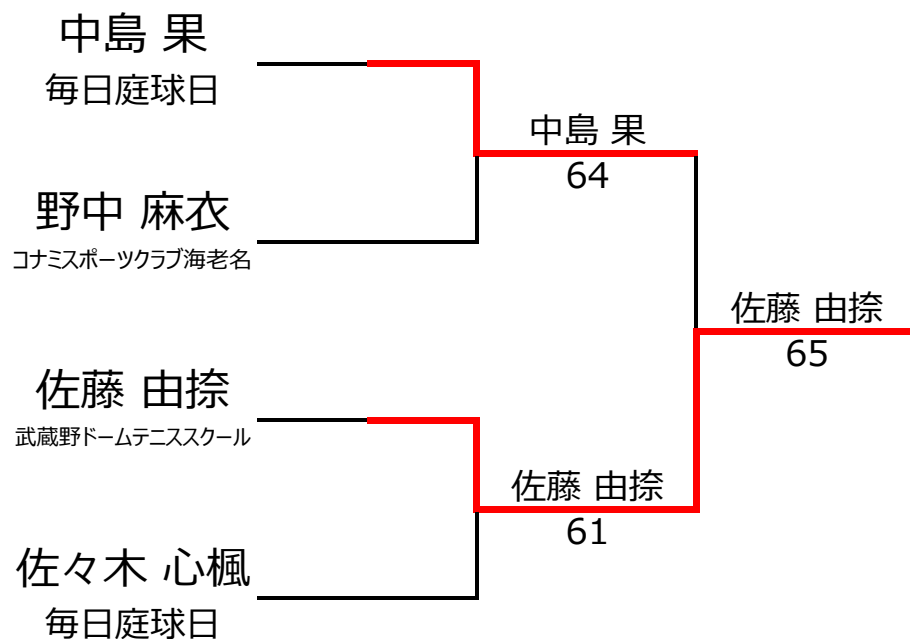 中島 果
毎日庭球日
中島 果
64
野中 麻衣
コナミスポーツクラブ海老名
佐藤 由捺
65
佐藤 由捺
武蔵野ドームテニススクール
佐藤 由捺
61
佐々木 心楓
毎日庭球日